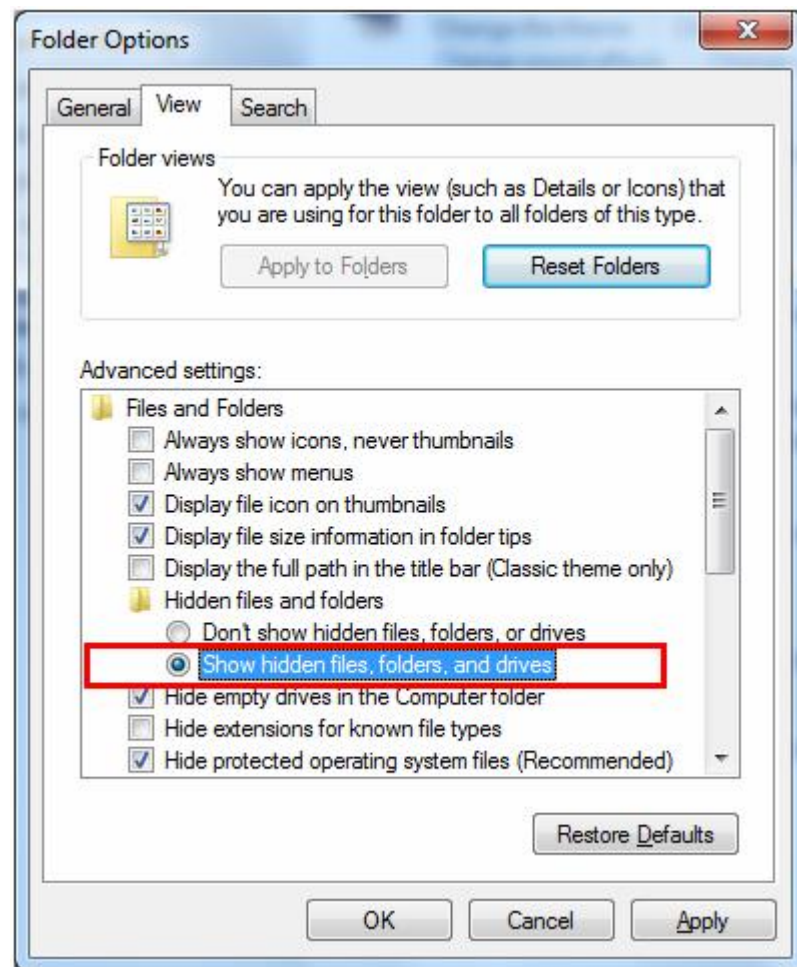 Folder Options
General View Search
Folder views
You can apply the view (such as Details or Icons) that
you are using for this folder to all folders of this type.
Apply to Folders Reset Folders
Advanced settings:
Files and Folders
Always show icons, never thumbnails
Always show menus
Display file icon on thumbnails
Display file size information in folder tips
Display the full path in the title bar (Classic theme only)
Hidden files and folders
Don't show hidden files, folders, or drives
Show hidden files, folders, and drives
Hide empty drives in the Computer folder
Hide extensions for known file types
Hide protected operating system files (Recommended)
Restore Defaults
OK Cancel Apply